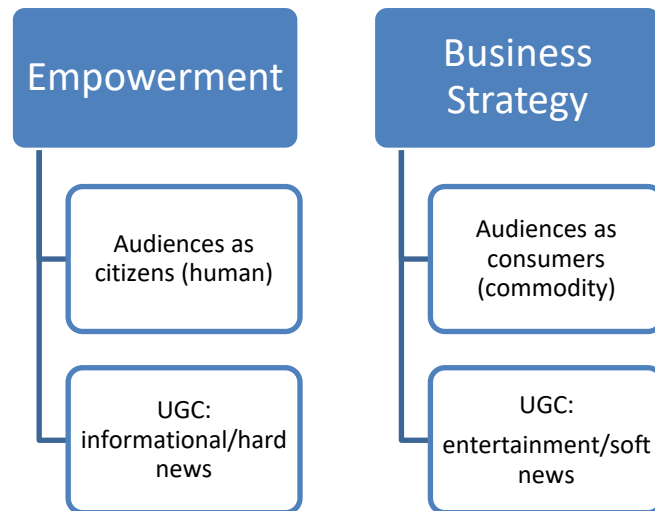 Empowerment
Audiences as
citizens (human)
UGC:
informational/hard
news
Business
Strategy
Audiences as
consumers
(commodity)
UGC:
entertainment/soft
news